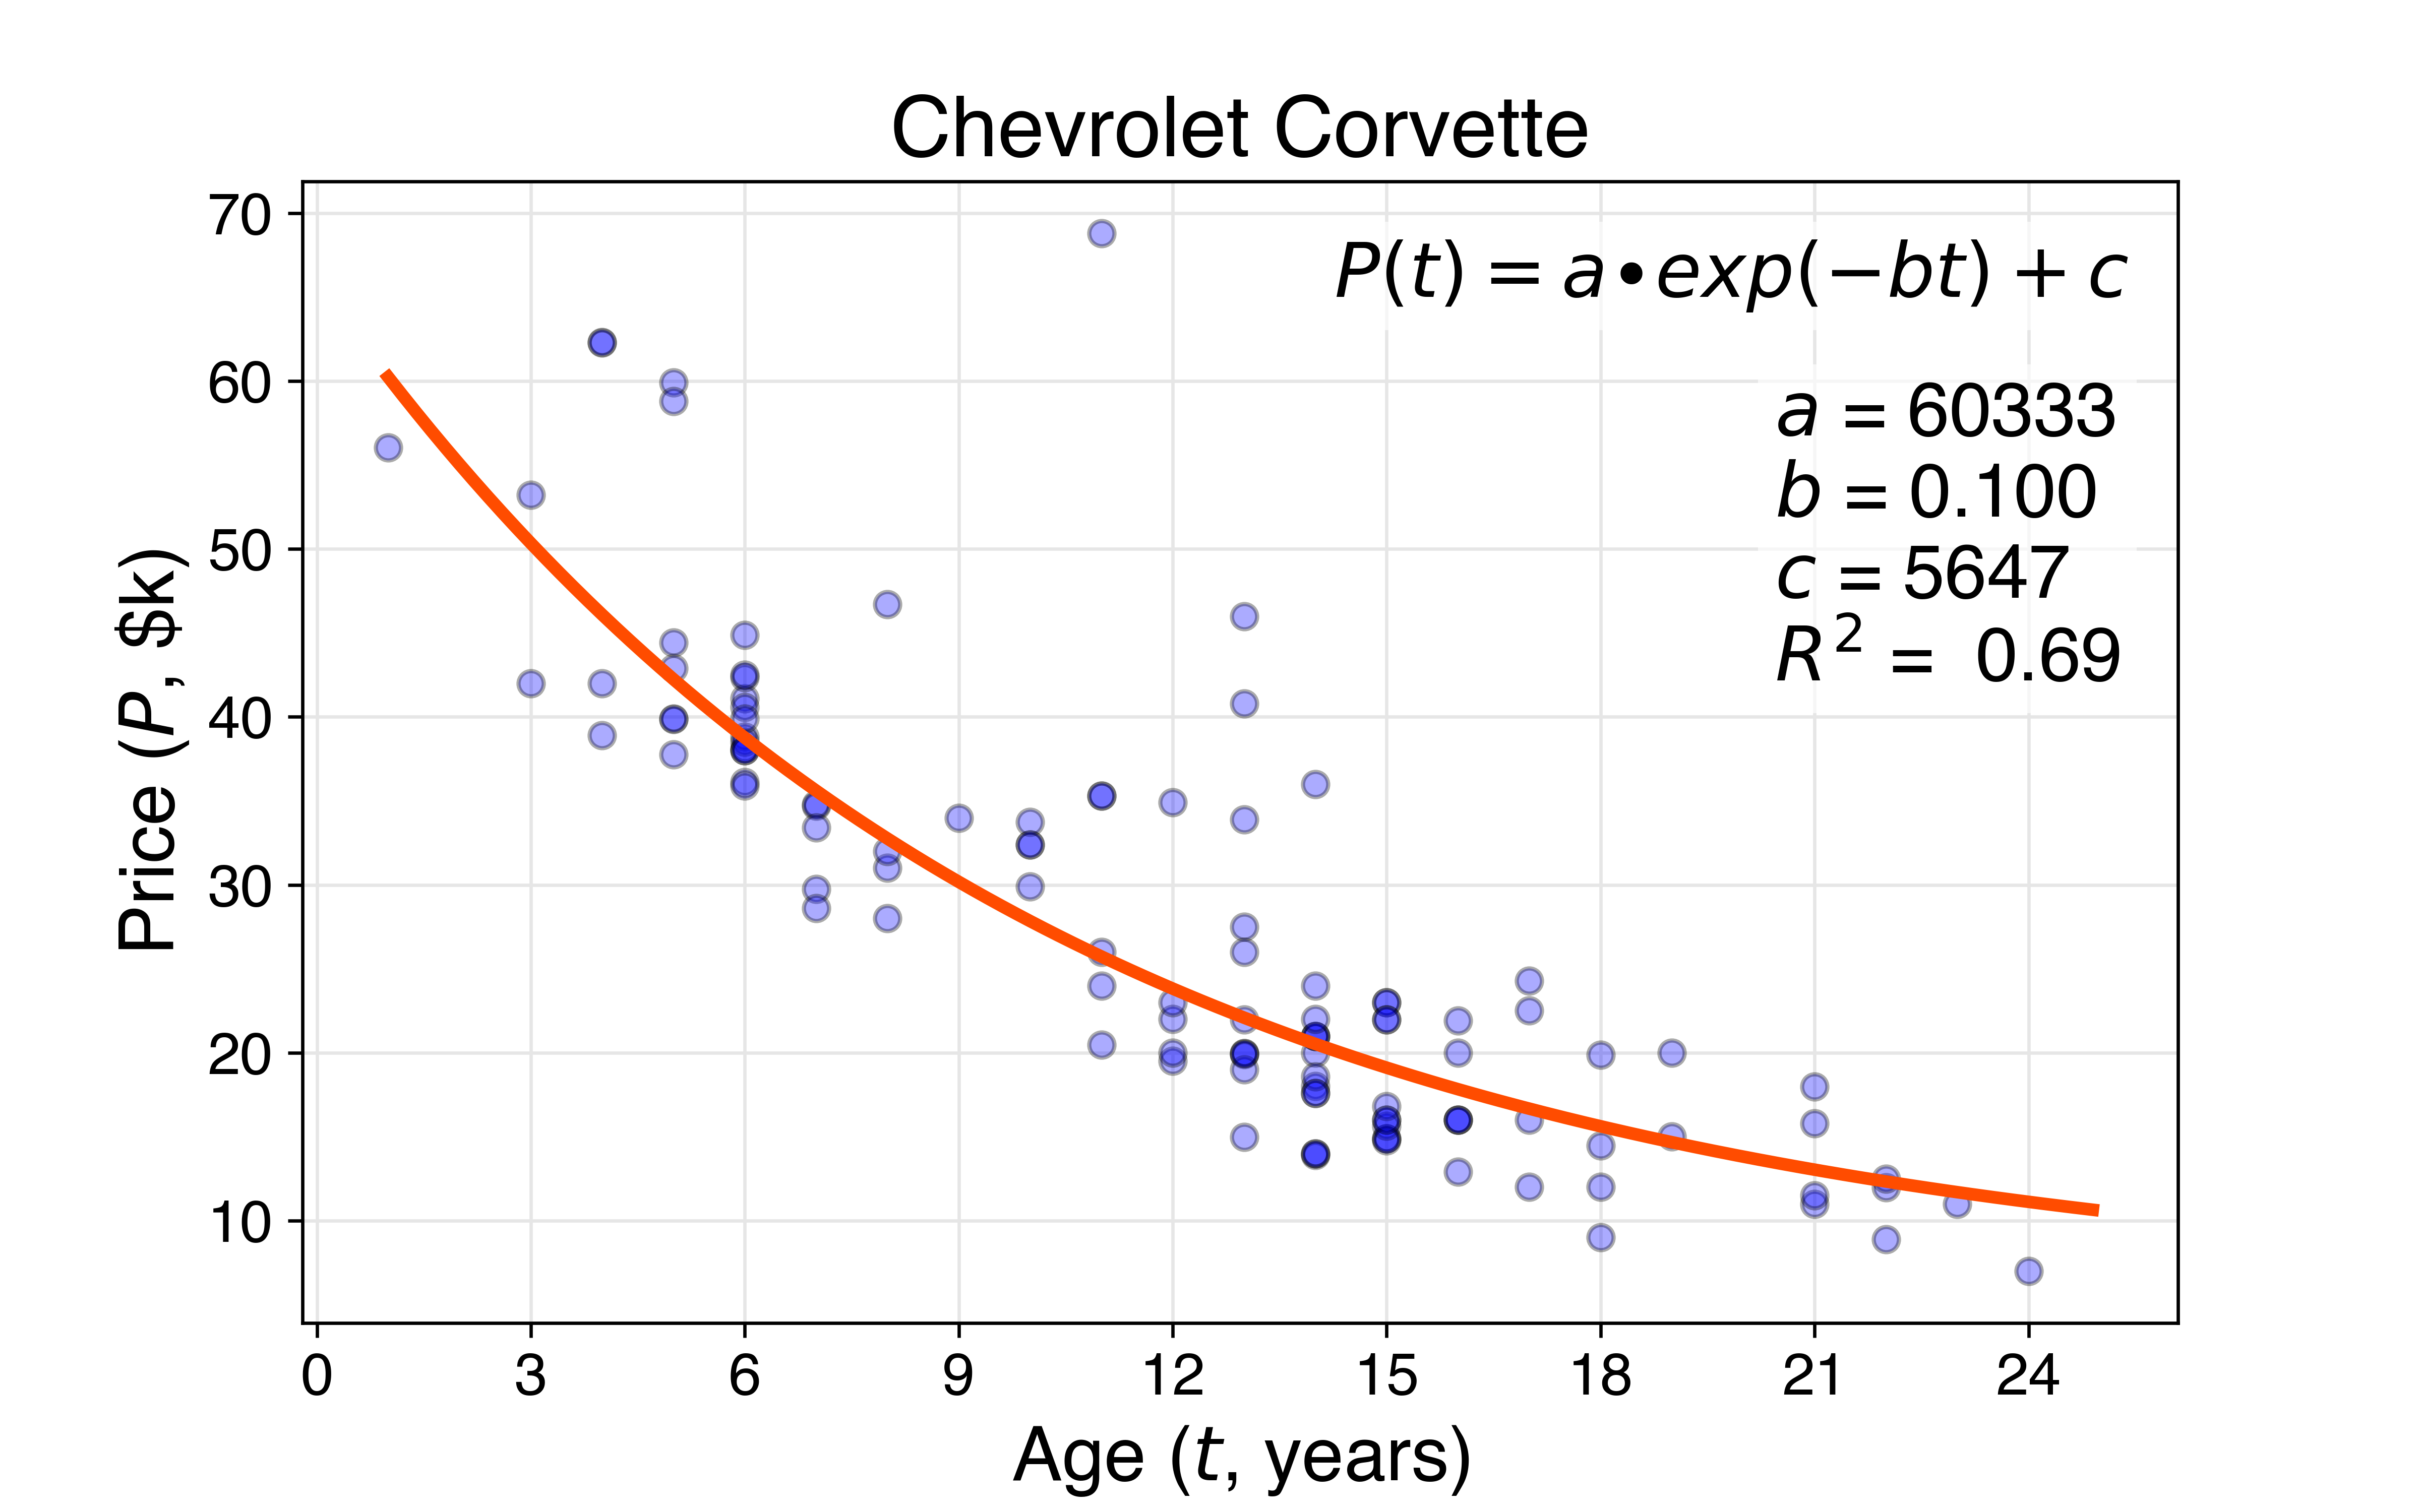 Chevrolet Corvette
P(t) = a•exp(−bt) + c
a = 60333
b = 0.100
c = 5647
R² = 0.69
Price (P, $k)
70
60
50
40
30
20
10
0 3 6 9 12 15 18 21 24
Age (t, years)